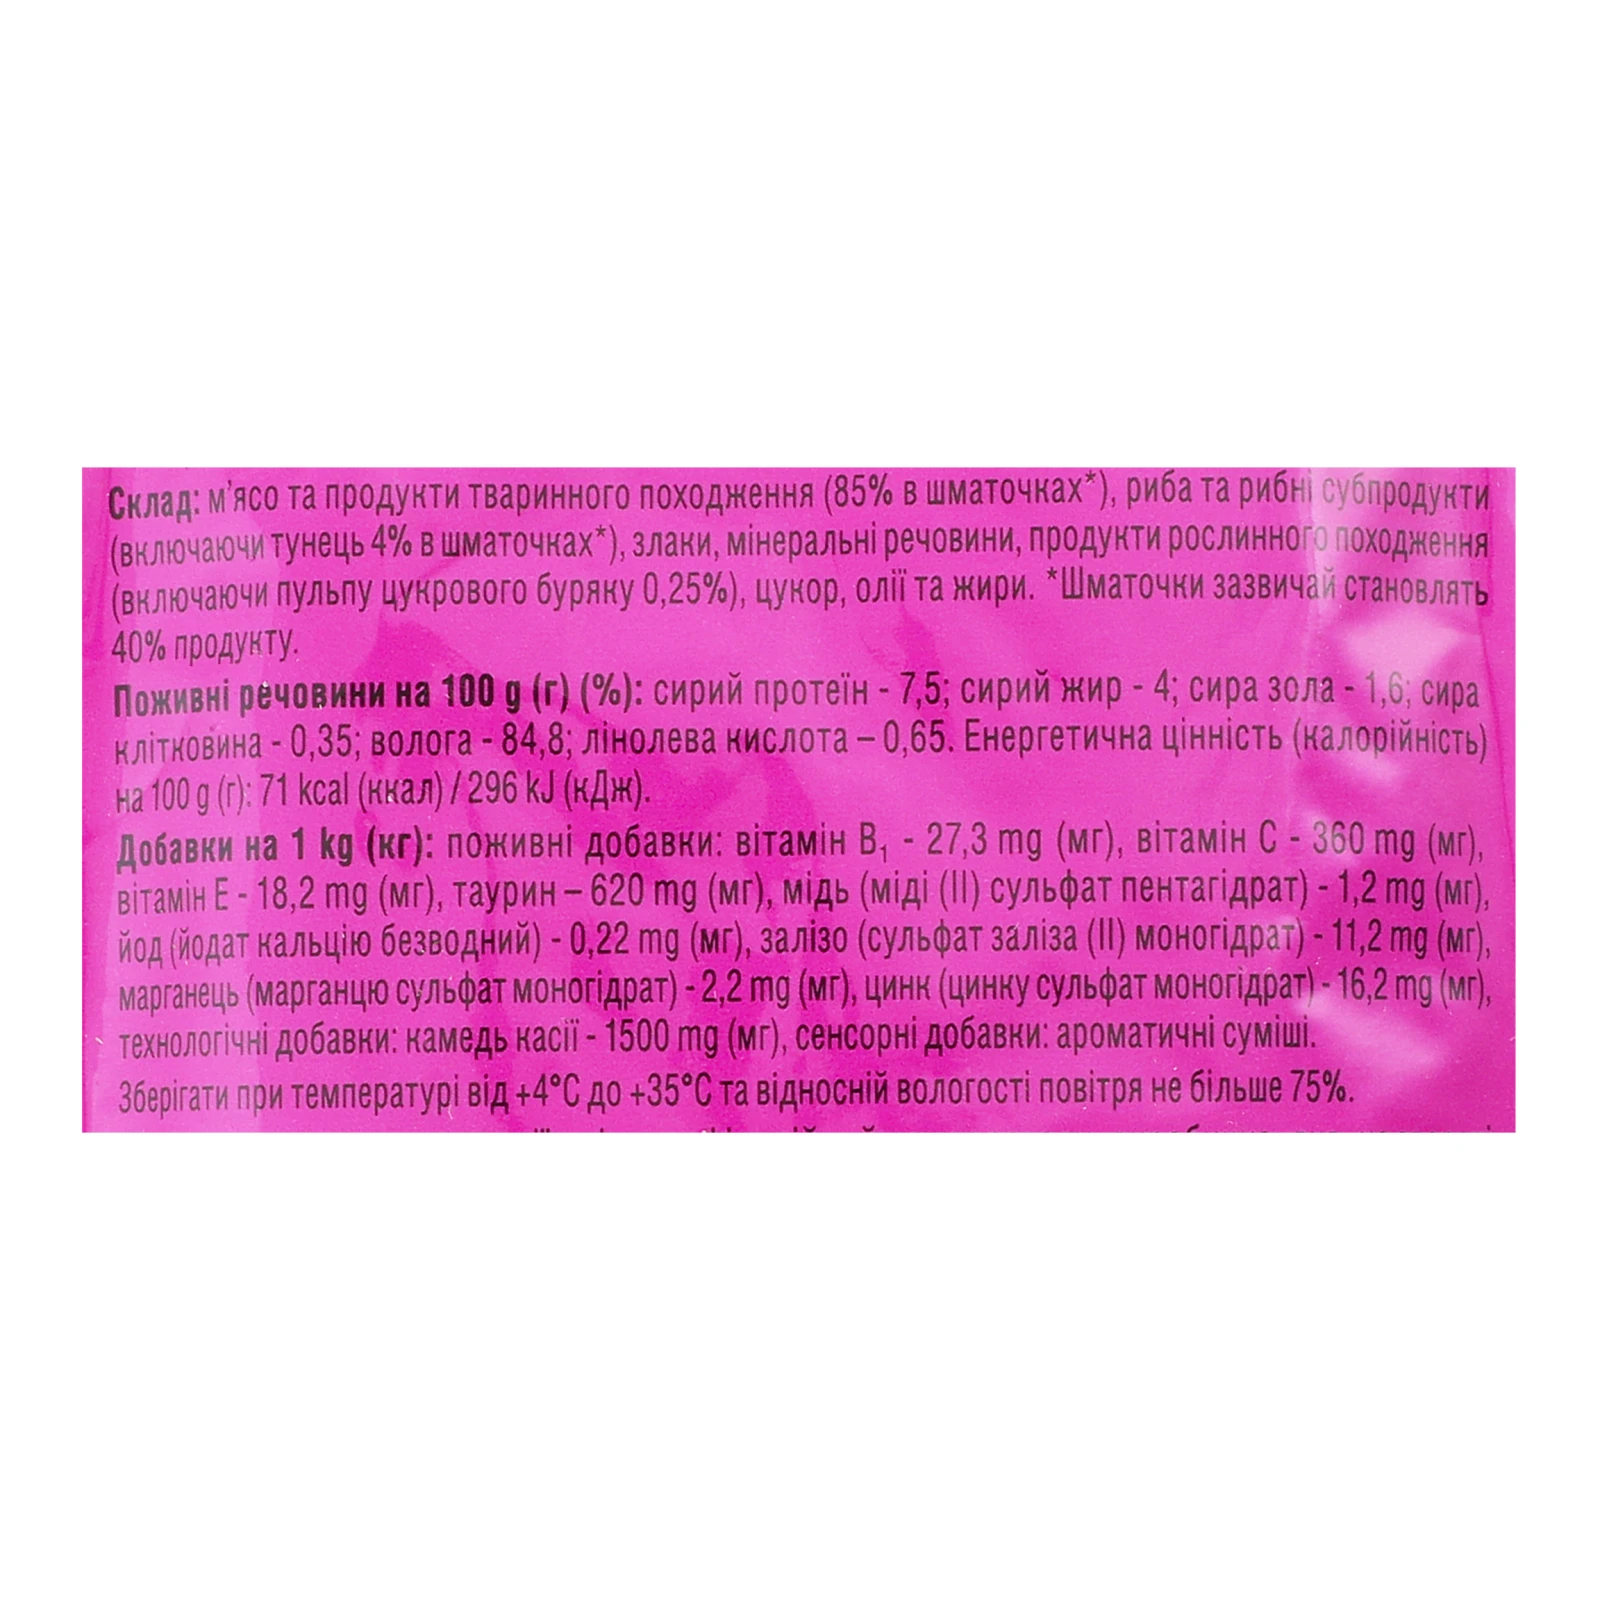 Склад: м'ясо та продукти тваринного походження (85% в шматочках*), риба та рибні субпродукти
(включаючи тунець 4% в шматочках*), злаки, мінеральні речовини, продукти рослинного походження
(включаючи пульпу цукрового буряку 0,25%), цукор, олії та жири. *Шматочки зазвичай становлять
40% продукту.
Поживні речовини на 100 g (г) (%): сирий протеїн - 7,5; сирий жир - 4; сира зола - 1,6; сира
клітковина - 0,35; волога - 84,8; лінолева кислота – 0,65. Енергетична цінність (калорійність)
на 100 g (г): 71 kcal (ккал) / 296 kJ (кДж).
Добавки на 1 kg (кг): поживні добавки: вітамін B₁ - 27,3 mg (мг), вітамін C - 360 mg (мг),
вітамін E - 18,2 mg (мг), таурин – 620 mg (мг), мідь (міді (II) сульфат пентагідрат) - 1,2 mg (мг),
йод (йодат кальцію безводний) - 0,22 mg (мг), залізо (сульфат заліза (II) моногідрат) - 11,2 mg (мг),
марганець (марганцю сульфат моногідрат) - 2,2 mg (мг), цинк (цинку сульфат моногідрат) - 16,2 mg (мг),
технологічні добавки: камедь касії - 1500 mg (мг), сенсорні добавки: ароматичні суміші.
Зберігати при температурі від +4°C до +35°C та відносній вологості повітря не більше 75%.